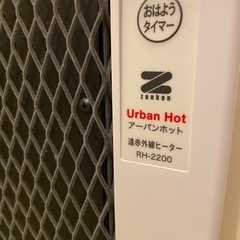 おはよう
タイマー
zenken
Urban Hot
アーバンホット
遠赤外線ヒーター
RH-2200